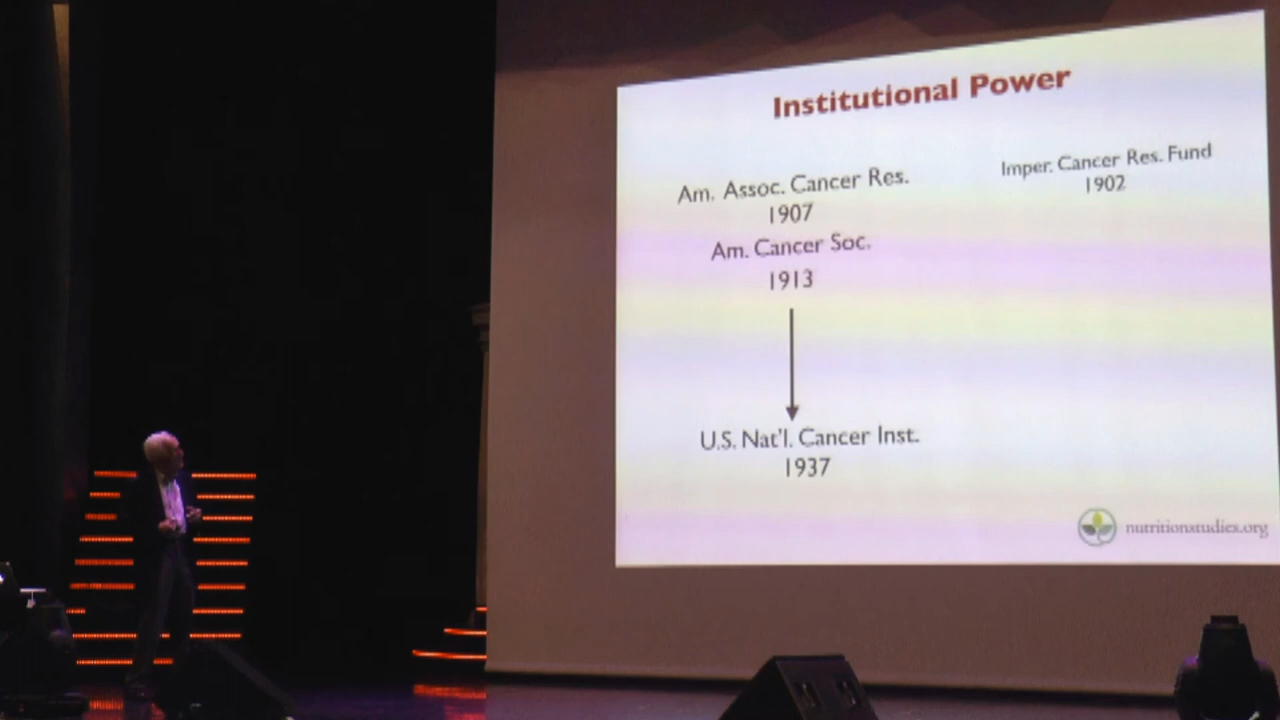 Institutional Power
Am. Assoc. Cancer Res.
1907
Am. Cancer Soc.
1913
U.S. Nat'l. Cancer Inst.
1937
Imper. Cancer Res. Fund
1902
nutritionstudies.org